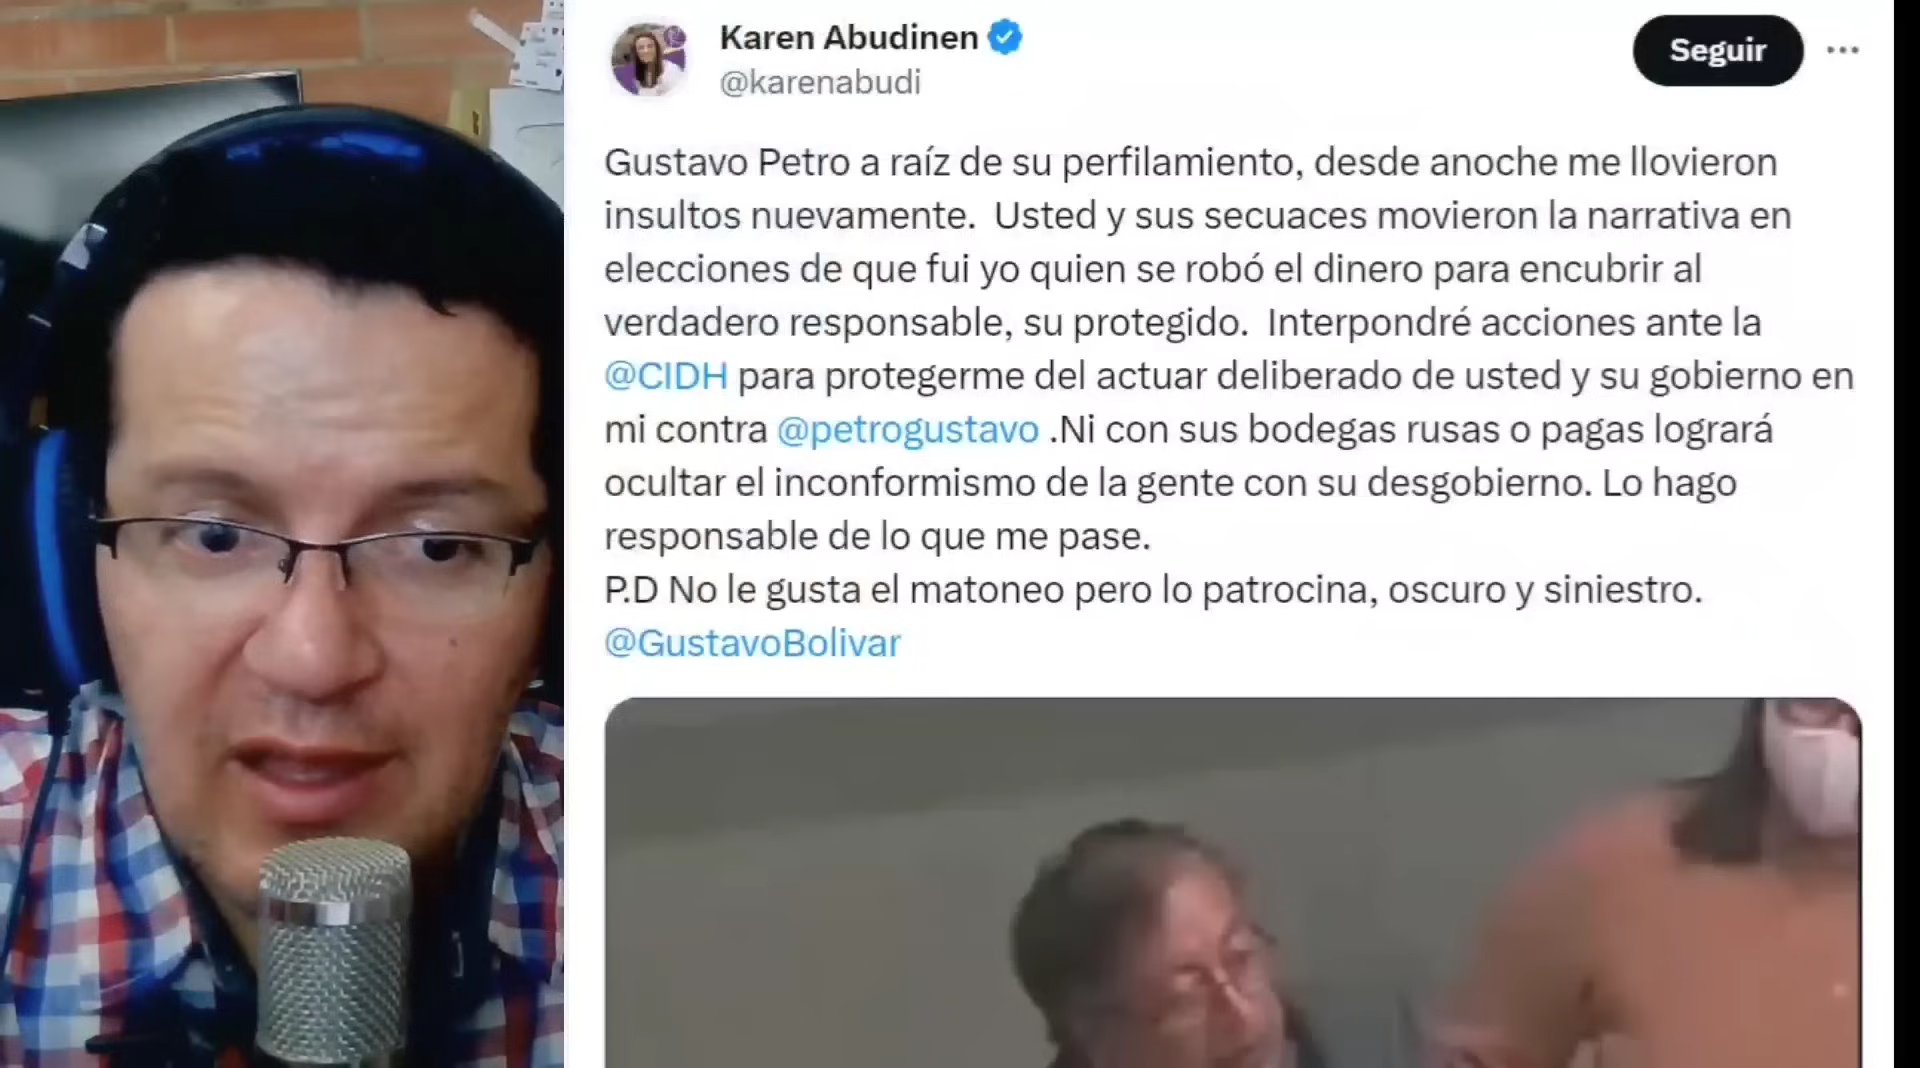 Karen Abudinen
@karenabudi
Seguir
Gustavo Petro a raíz de su perfilamiento, desde anoche me llovieron
insultos nuevamente.  Usted y sus secuaces movieron la narrativa en
elecciones de que fui yo quien se robó el dinero para encubrir al
verdadero responsable, su protegido.  Interpondré acciones ante la
@CIDH para protegerme del actuar deliberado de usted y su gobierno en
mi contra @petrogustavo .Ni con sus bodegas rusas o pagas logrará
ocultar el inconformismo de la gente con su desgobierno. Lo hago
responsable de lo que me pase.
P.D No le gusta el matoneo pero lo patrocina, oscuro y siniestro.
@GustavoBolivar